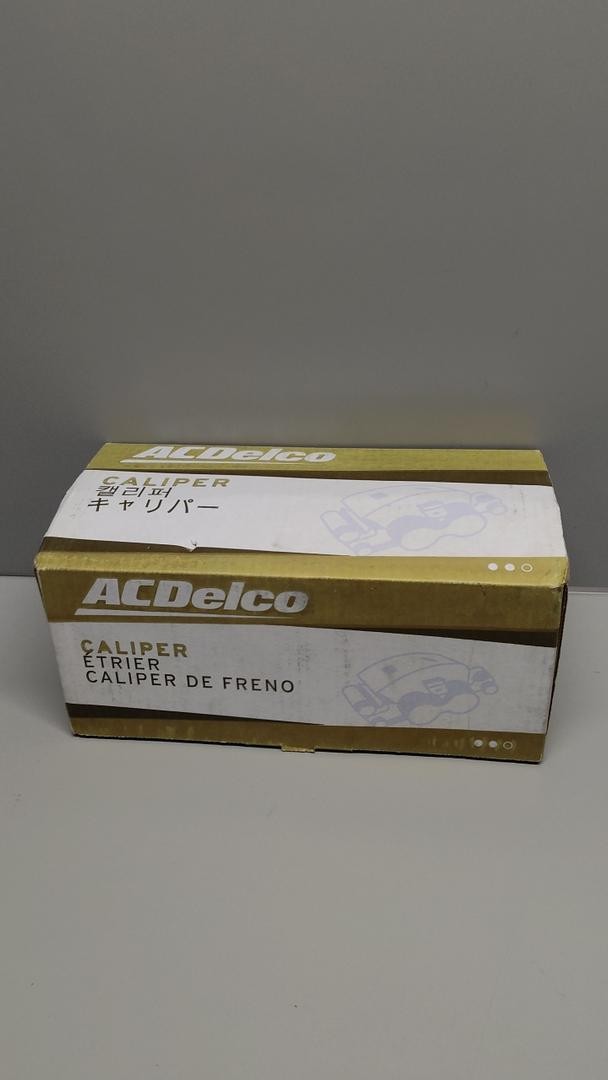 ACDelco
CALIPER
캘리퍼
キャリパー
ACDelco
CALIPER
ÉTRIER
CALIPER DE FRENO